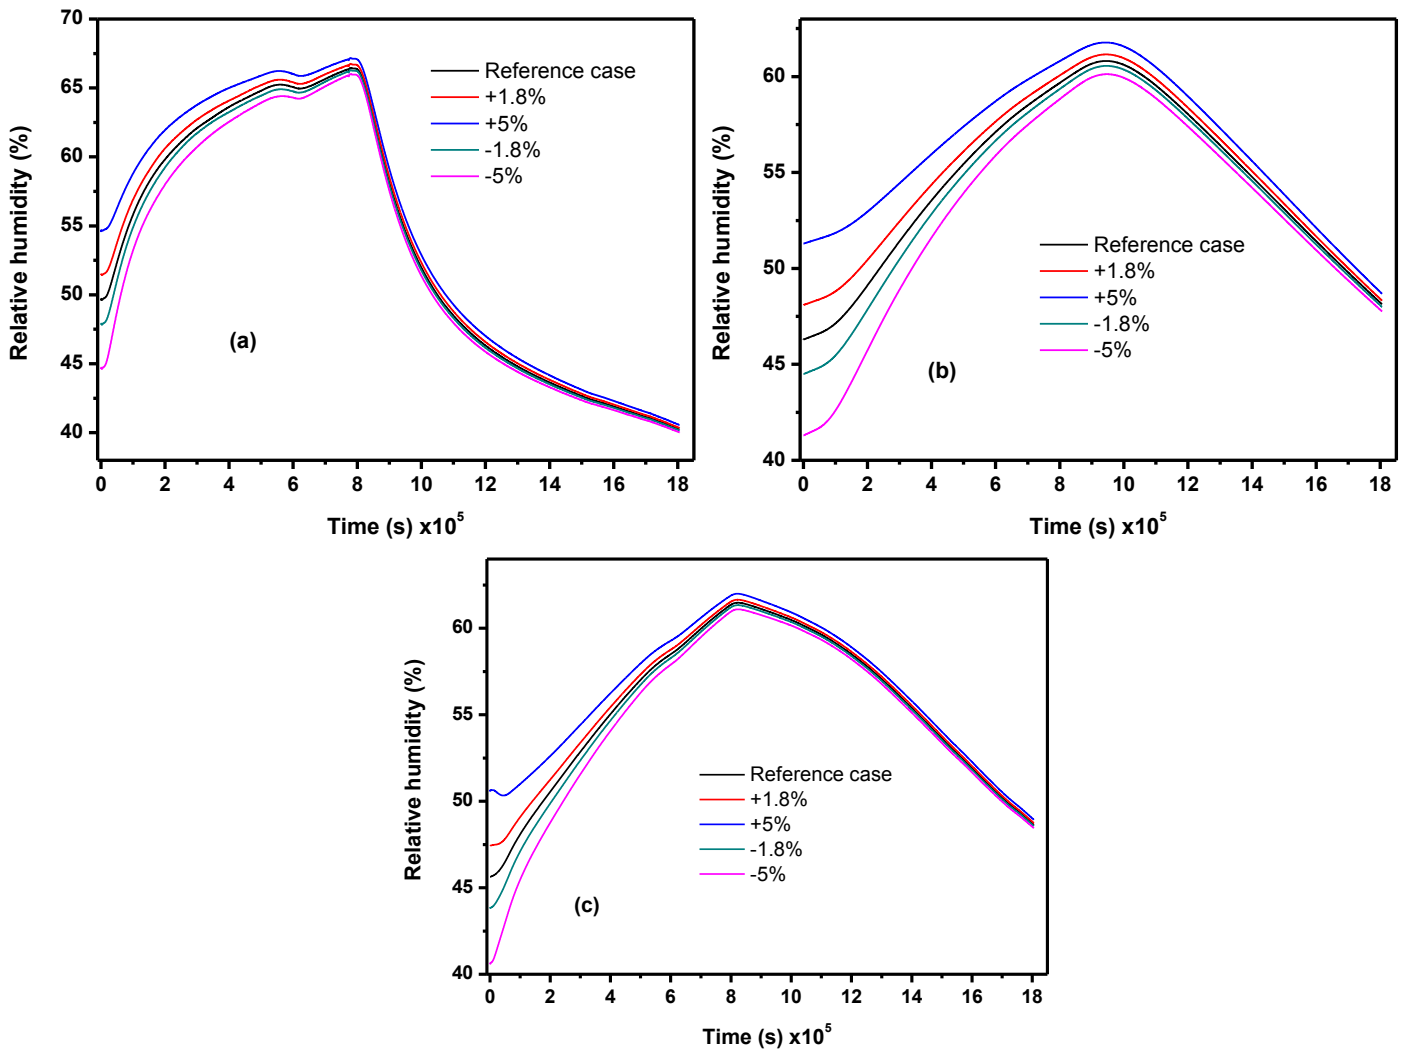 70
65
60
55
50
45
40
Relative humidity (%)
Reference case
+1.8%
+5%
-1.8%
-5%
(a)
0 2 4 6 8 10 12 14 16 18
Time (s) x10⁵
60
55
50
45
40
Relative humidity (%)
Reference case
+1.8%
+5%
-1.8%
-5%
(b)
0 2 4 6 8 10 12 14 16 18
Time (s) x10⁵
60
55
50
45
40
Relative humidity (%)
Reference case
+1.8%
+5%
-1.8%
-5%
(c)
0 2 4 6 8 10 12 14 16 18
Time (s) x10⁵